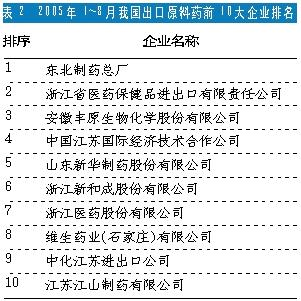 表 2 2005年 1~8月我国出口原料药前 10大企业排名
排序 企业名称
1 东北制药总厂
2 浙江省医药保健品进出口有限责任公司
3 安徽丰原生物化学股份有限公司
4 中国江苏国际经济技术合作公司
5 山东新华制药股份有限公司
6 浙江新和成股份有限公司
7 浙江医药股份有限公司
8 维生药业(石家庄)有限公司
9 中化江苏进出口公司
10 江苏江山制药有限公司